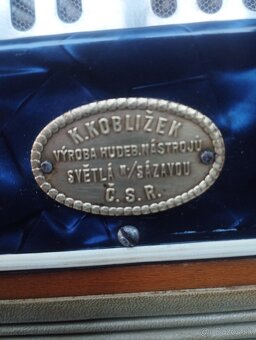 K. KOBLIŽEK
VÝROBA HUDEB. NÁSTROJŮ
SVĚTLÁ N/SÁZAVOU
Č. S. R.